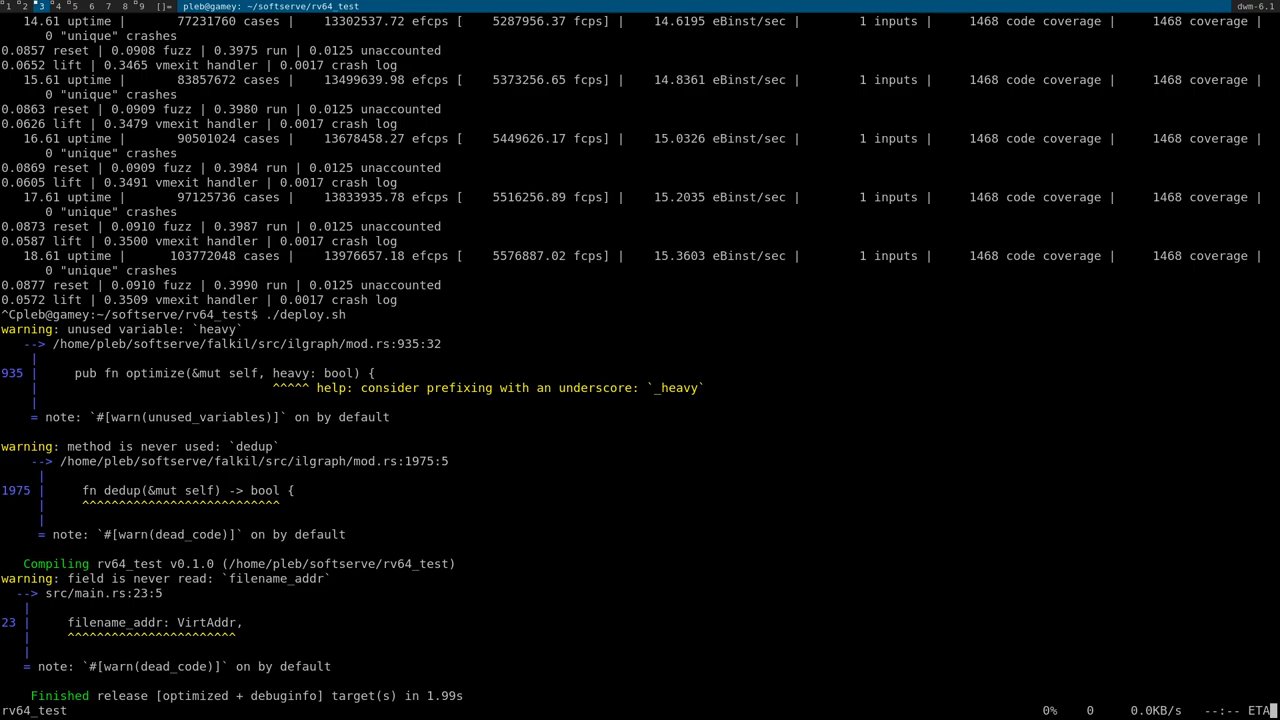 1 2 3 4 5 6 7 8 9 []= pleb@gamey: ~/softserve/rv64_test dwm-6.1
14.61 uptime | 77231760 cases | 13302537.72 efcps [ 5287956.37 fcps] | 14.6195 eBinst/sec | 1 inputs | 1468 code coverage | 1468 coverage |
0 "unique" crashes
0.0857 reset | 0.0908 fuzz | 0.3975 run | 0.0125 unaccounted
0.0652 lift | 0.3465 vmexit handler | 0.0017 crash log
15.61 uptime | 83857672 cases | 13499639.98 efcps [ 5373256.65 fcps] | 14.8361 eBinst/sec | 1 inputs | 1468 code coverage | 1468 coverage |
0 "unique" crashes
0.0863 reset | 0.0909 fuzz | 0.3980 run | 0.0125 unaccounted
0.0626 lift | 0.3479 vmexit handler | 0.0017 crash log
16.61 uptime | 90501024 cases | 13678458.27 efcps [ 5449626.17 fcps] | 15.0326 eBinst/sec | 1 inputs | 1468 code coverage | 1468 coverage |
0 "unique" crashes
0.0869 reset | 0.0909 fuzz | 0.3984 run | 0.0125 unaccounted
0.0605 lift | 0.3491 vmexit handler | 0.0017 crash log
17.61 uptime | 97125736 cases | 13833935.78 efcps [ 5516256.89 fcps] | 15.2035 eBinst/sec | 1 inputs | 1468 code coverage | 1468 coverage |
0 "unique" crashes
0.0873 reset | 0.0910 fuzz | 0.3987 run | 0.0125 unaccounted
0.0587 lift | 0.3500 vmexit handler | 0.0017 crash log
18.61 uptime | 103772048 cases | 13976657.18 efcps [ 5576887.02 fcps] | 15.3603 eBinst/sec | 1 inputs | 1468 code coverage | 1468 coverage |
0 "unique" crashes
0.0877 reset | 0.0910 fuzz | 0.3990 run | 0.0125 unaccounted
0.0572 lift | 0.3509 vmexit handler | 0.0017 crash log
^Cpleb@gamey:~/softserve/rv64_test$ ./deploy.sh
warning: unused variable: `heavy`
--> /home/pleb/softserve/falkil/src/ilgraph/mod.rs:935:32
|
935 | pub fn optimize(&mut self, heavy: bool) {
| ^^^^^ help: consider prefixing with an underscore: `_heavy`
|
= note: `#[warn(unused_variables)]` on by default
warning: method is never used: `dedup`
--> /home/pleb/softserve/falkil/src/ilgraph/mod.rs:1975:5
|
1975 | fn dedup(&mut self) -> bool {
| ^^^^^^^^^^^^^^^^^^^^^^^^^^^
|
= note: `#[warn(dead_code)]` on by default
Compiling rv64_test v0.1.0 (/home/pleb/softserve/rv64_test)
warning: field is never read: `filename_addr`
--> src/main.rs:23:5
|
23 | filename_addr: VirtAddr,
| ^^^^^^^^^^^^^^^^^^^^^^^
|
= note: `#[warn(dead_code)]` on by default
Finished release [optimized + debuginfo] target(s) in 1.99s
rv64_test 0% 0 0.0KB/s --:-- ETA